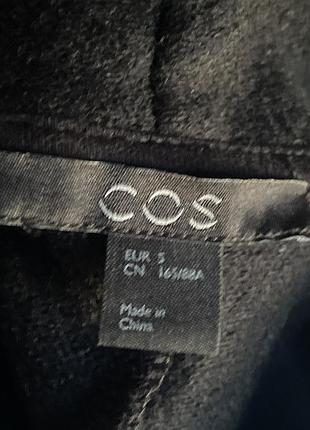 COS
EUR S
CN 165/88A
Made in
China